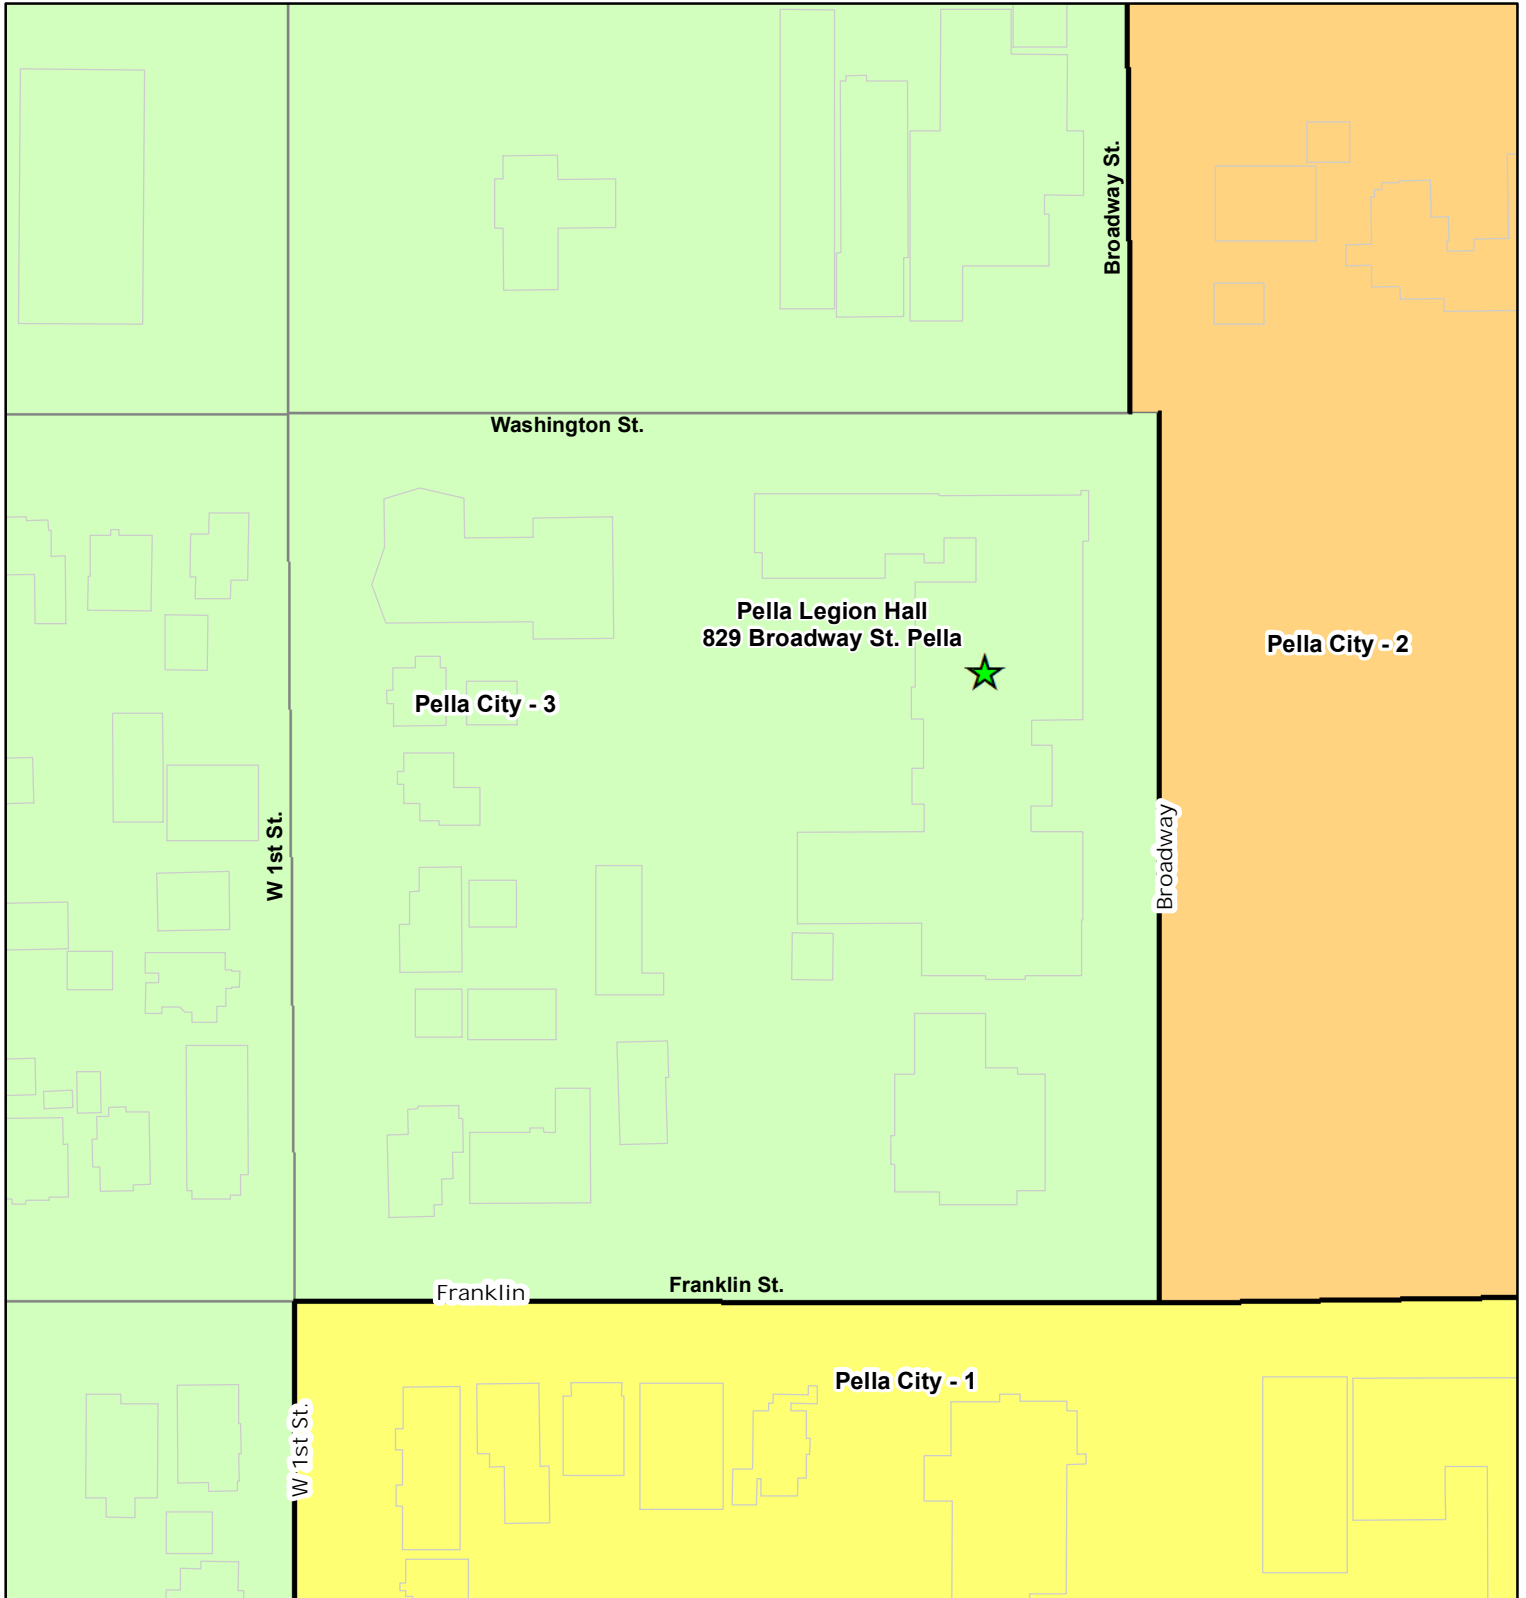 Broadway St.
Washington St.
Pella Legion Hall
829 Broadway St. Pella
Pella City - 2
Pella City - 3
W 1st St.
Broadway
Franklin
Franklin St.
Pella City - 1
W 1st St.